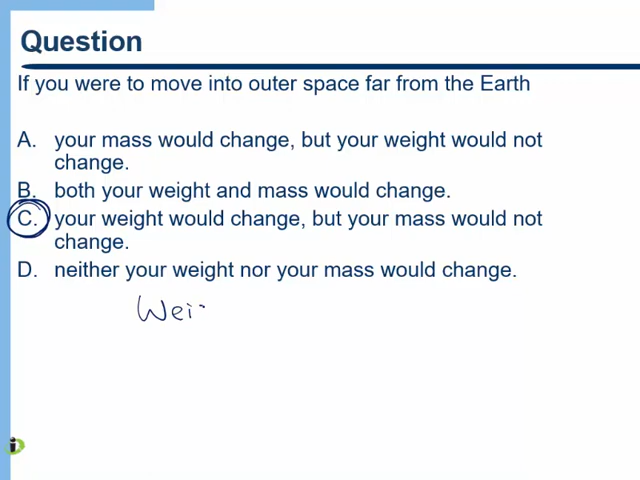 Question
If you were to move into outer space far from the Earth
A. your mass would change, but your weight would not
change.
B. both your weight and mass would change.
C. your weight would change, but your mass would not
change.
D. neither your weight nor your mass would change.
Wei